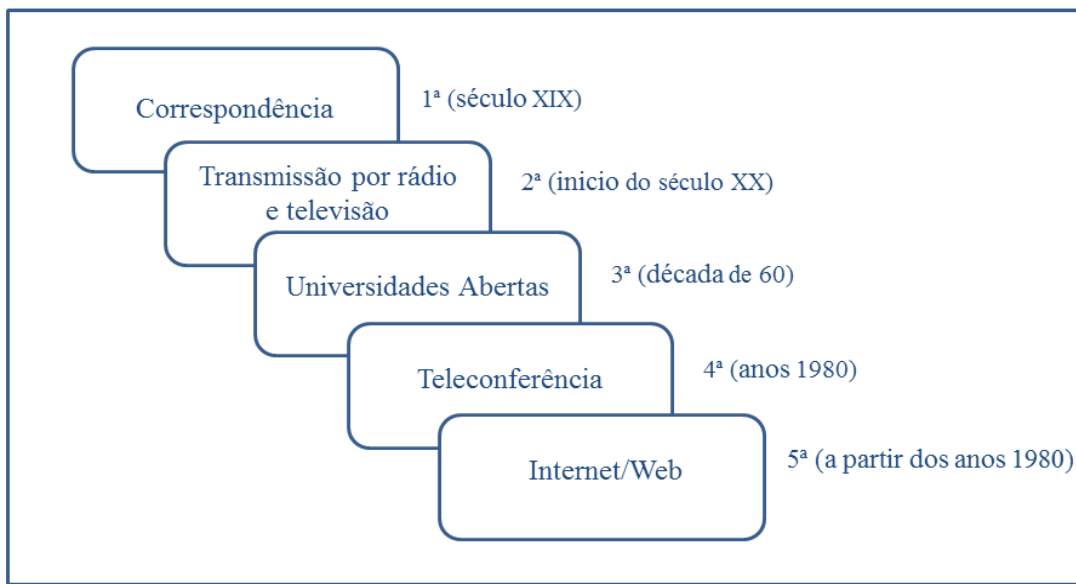 Correspondência
1ª (século XIX)
Transmissão por rádio
e televisão
2ª (inicio do século XX)
Universidades Abertas
3ª (década de 60)
Teleconferência
4ª (anos 1980)
Internet/Web
5ª (a partir dos anos 1980)